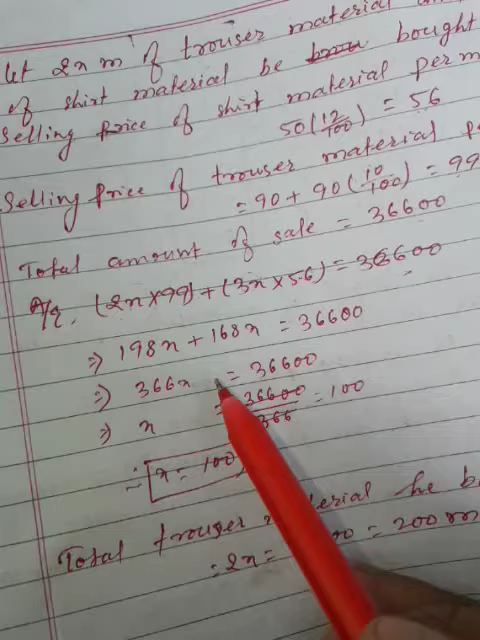 Let 2x m of trouser material
of shirt material be bought
Selling price of shirt material per m
50(12/100) = 56
Selling price of trouser material
= 90 + 90(10/100) = 99
Total amount of sale = 36600
A/q, (2x×99) + (3x×56) = 36600
⇒ 198x + 168x = 36600
⇒ 366x = 36600
⇒ x = 36600/366 = 100
∴ x = 100
Total trouser material he
= 2x = 200 m